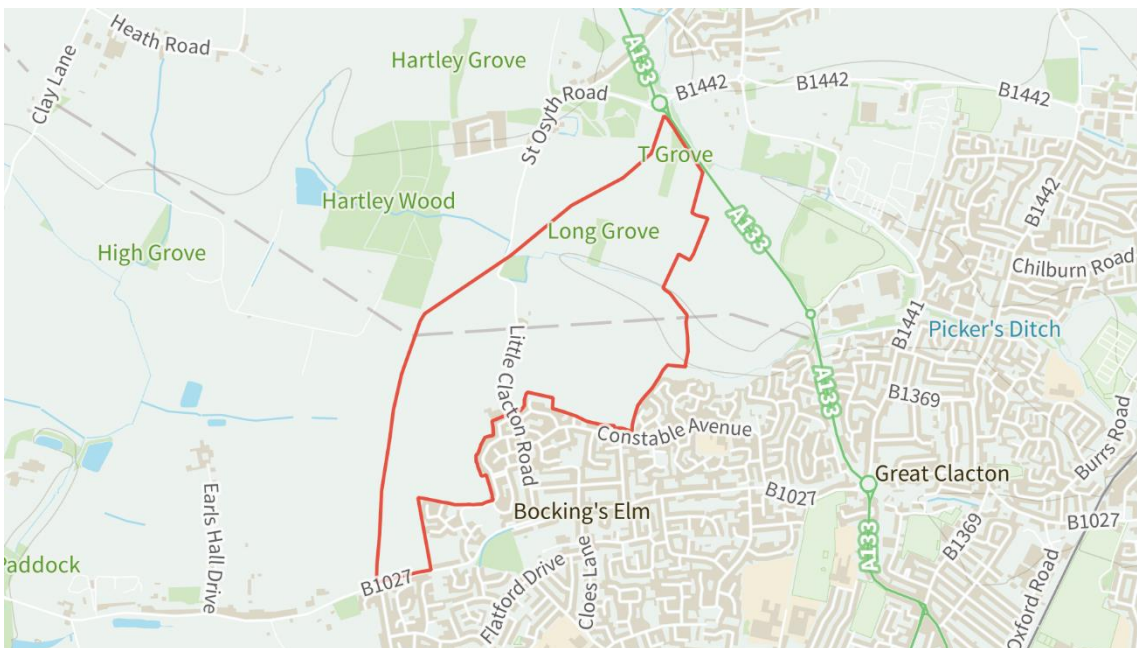 Heath Road
A133
Hartley Grove
B1442
B1442
B1442
Clay Lane
St Osyth Road
T Grove
Hartley Wood
B1442
Long Grove
A133
High Grove
Chilburn Road
B1441
Picker's Ditch
Little Clacton Road
A133
B1369
Constable Avenue
Burrs Road
Great Clacton
B1027
Bocking's Elm
Earls Hall Drive
B1027
B1369
A133
Paddock
B1027
Flatford Drive
Cloes Lane
Oxford Road